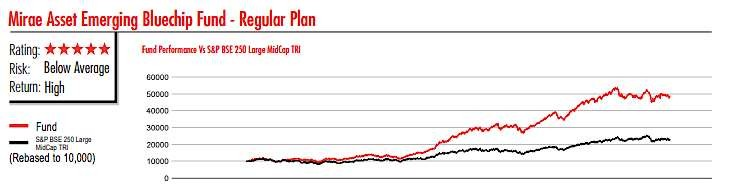 Mirae Asset Emerging Bluechip Fund - Regular Plan
Rating: ★★★★★
Risk: Below Average
Return: High
Fund Performance Vs S&P BSE 250 Large MidCap TRI
60000
50000
40000
30000
20000
10000
0
Fund
S&P BSE 250 Large
MidCap TRI
(Rebased to 10,000)